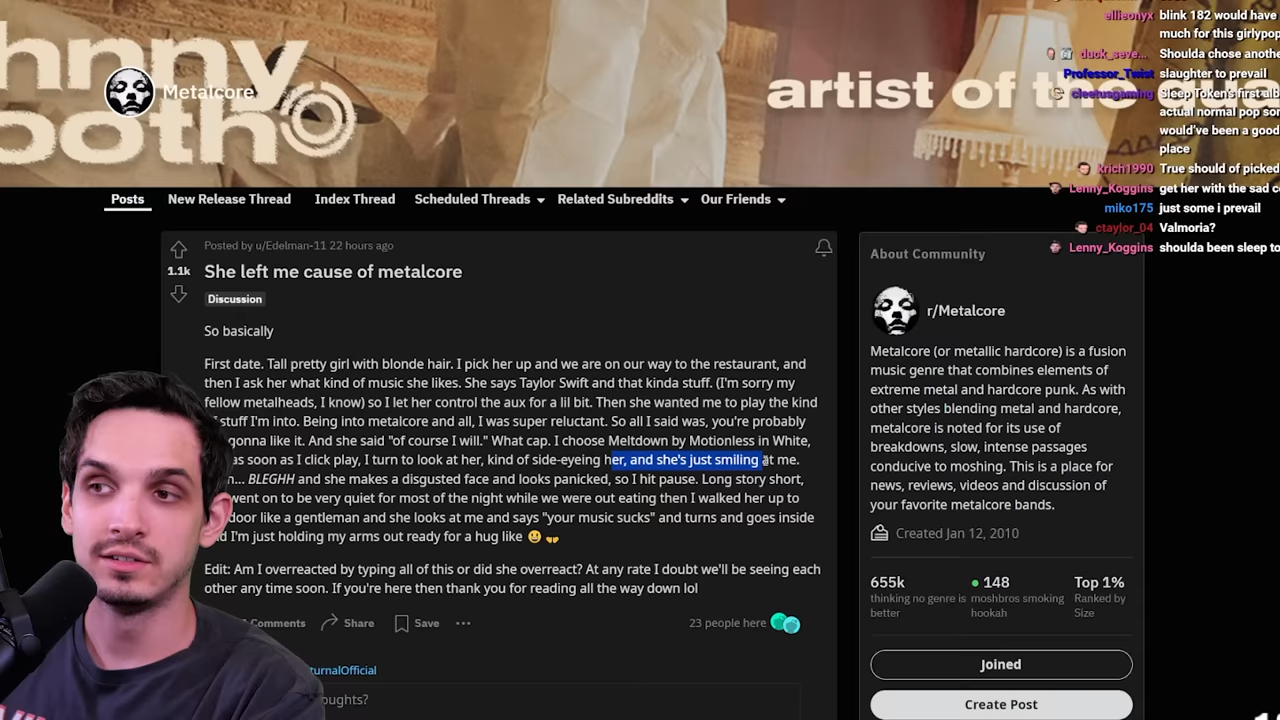 hnny
ooth
Metalcore
artist of th
ellieonyx blink 182 would have
much for this girlypop
duck_seve... Shoulda chose anothe
Professor_Twist slaughter to prevail
cleetusgaming Sleep Token's first alb
actual normal pop son
would've been a good
place
krich1990 True should of picked
Lenny_Koggins get her with the sad c
miko175 just some i prevail
ctaylor_04 Valmoria?
Lenny_Koggins shoulda been sleep to
Posts New Release Thread Index Thread Scheduled Threads Related Subreddits Our Friends
Posted by u/Edelman-11 22 hours ago
1.1k She left me cause of metalcore
Discussion
So basically
First date. Tall pretty girl with blonde hair. I pick her up and we are on our way to the restaurant, and
then I ask her what kind of music she likes. She says Taylor Swift and that kinda stuff. (I'm sorry my
fellow metalheads, I know) so I let her control the aux for a lil bit. Then she wanted me to play the kind
stuff I'm into. Being into metalcore and all, I was super reluctant. So all I said was, you're probably
gonna like it. And she said "of course I will." What cap. I choose Meltdown by Motionless in White,
as soon as I click play, I turn to look at her, kind of side-eyeing her, and she's just smiling at me.
... BLEGHH and she makes a disgusted face and looks panicked, so I hit pause. Long story short,
went on to be very quiet for most of the night while we were out eating then I walked her up to
door like a gentleman and she looks at me and says "your music sucks" and turns and goes inside
I'm just holding my arms out ready for a hug like 😃 👐
Edit: Am I overreacted by typing all of this or did she overreact? At any rate I doubt we'll be seeing each
other any time soon. If you're here then thank you for reading all the way down lol
Comments Share Save ... 23 people here
turnalOfficial
oughts?
About Community
r/Metalcore
Metalcore (or metallic hardcore) is a fusion
music genre that combines elements of
extreme metal and hardcore punk. As with
other styles blending metal and hardcore,
metalcore is noted for its use of
breakdowns, slow, intense passages
conducive to moshing. This is a place for
news, reviews, videos and discussion of
your favorite metalcore bands.
Created Jan 12, 2010
655k 148 Top 1%
thinking no genre is moshbros smoking Ranked by
better hookah Size
Joined
Create Post